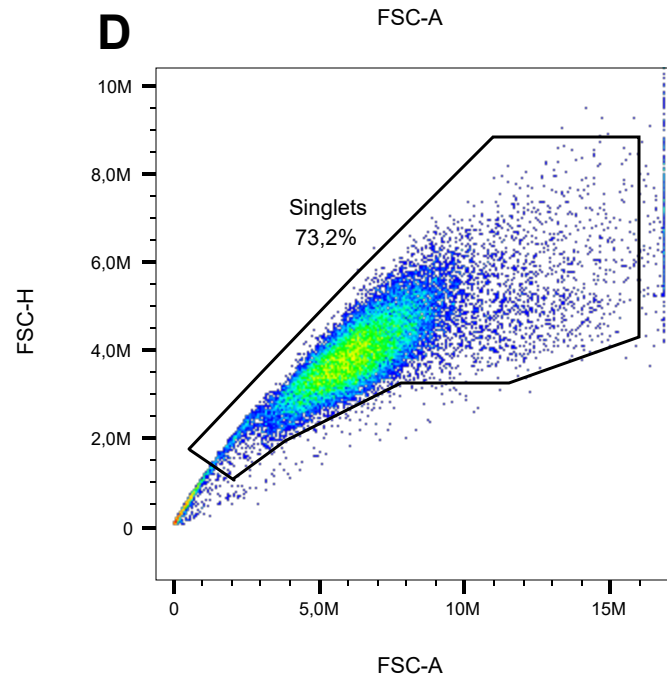 FSC-A
D
10M
8,0M
Singlets
73,2%
6,0M
FSC-H
4,0M
2,0M
0
0 5,0M 10M 15M
FSC-A